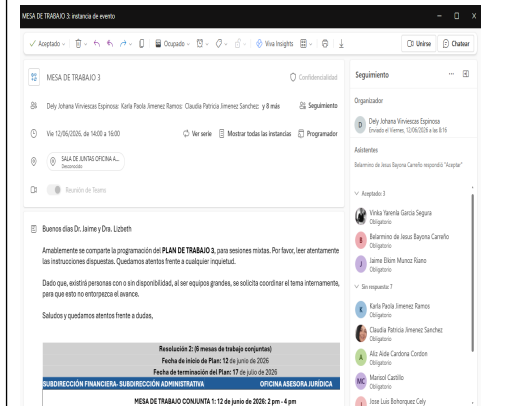 MESA DE TRABAJO 3: instancia de evento
Aceptado
Ocupado
Viva Insights
Unirse
Chatear
MESA DE TRABAJO 3
Confidencialidad
Dely Johana Virviescas Espinosa; Karla Paola Jimenez Ramos; Claudia Patricia Jimenez Sanchez; y 8 más
Seguimiento
Vie 12/06/2026, de 14:00 a 16:00
Ver serie
Mostrar todas las instancias
Programador
SALA DE JUNTAS OFICINA A...
Desconocido
Reunión de Teams
Buenos días Dr. Jaime y Dra. Lizbeth
Amablemente se comparte la programación del PLAN DE TRABAJO 3, para sesiones mixtas. Por favor, leer atentamente
las instrucciones dispuestas. Quedamos atentos frente a cualquier inquietud.
Dado que, existirá personas con o sin disponibilidad, al ser equipos grandes, se solicita coordinar el tema internamente,
para que esto no entorpezca el avance.
Saludos y quedamos atentos frente a dudas,
Resolución 2: (6 mesas de trabajo conjuntas)
Fecha de inicio de Plan: 12 de junio de 2026
Fecha de terminación del Plan: 17 de julio de 2026
SUBDIRECCIÓN FINANCIERA- SUBDIRECCIÓN ADMINISTRATIVA OFICINA ASESORA JURÍDICA
MESA DE TRABAJO CONJUNTA 1: 12 de junio de 2026: 2 pm - 4 pm
Seguimiento
Organizador
D
Dely Johana Virviescas Espinosa
Enviado el Viernes, 12/06/2026 a las 8:16
Asistentes
Belarmino de Jesus Bayona Carreño respondió "Aceptar"
Aceptado: 3
Vinka Yarenia Garcia Segura
Obligatorio
B
Belarmino de Jesus Bayona Carreño
Obligatorio
J
Jaime Elkim Munoz Riano
Obligatorio
Sin respuesta: 7
K
Karla Paola Jimenez Ramos
Obligatorio
Claudia Patricia Jimenez Sanchez
Obligatorio
A
Aliz Aide Cardona Cordon
Obligatorio
MC
Marisol Castillo
Obligatorio
J
Jose Luis Bohorquez Cely